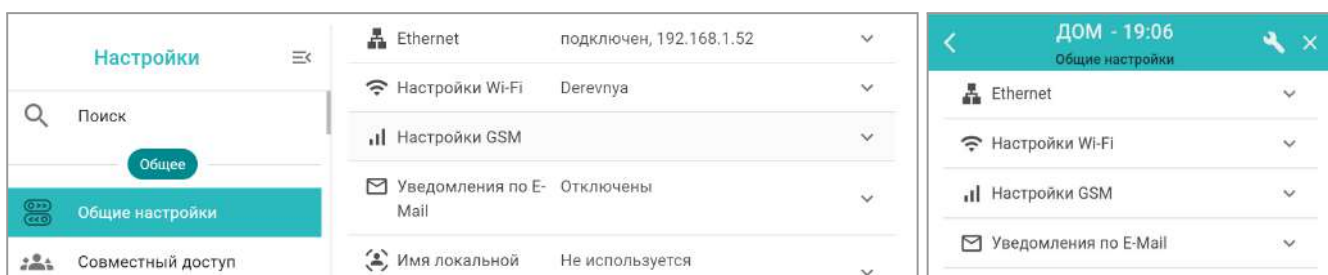 Настройки
Поиск
Общее
Общие настройки
Совместный доступ
Ethernet подключен, 192.168.1.52
Настройки Wi-Fi Derevnya
Настройки GSM
Уведомления по E- Отключены
Mail
Имя локальной Не используется
ДОМ - 19:06
Общие настройки
Ethernet
Настройки Wi-Fi
Настройки GSM
Уведомления по E-Mail